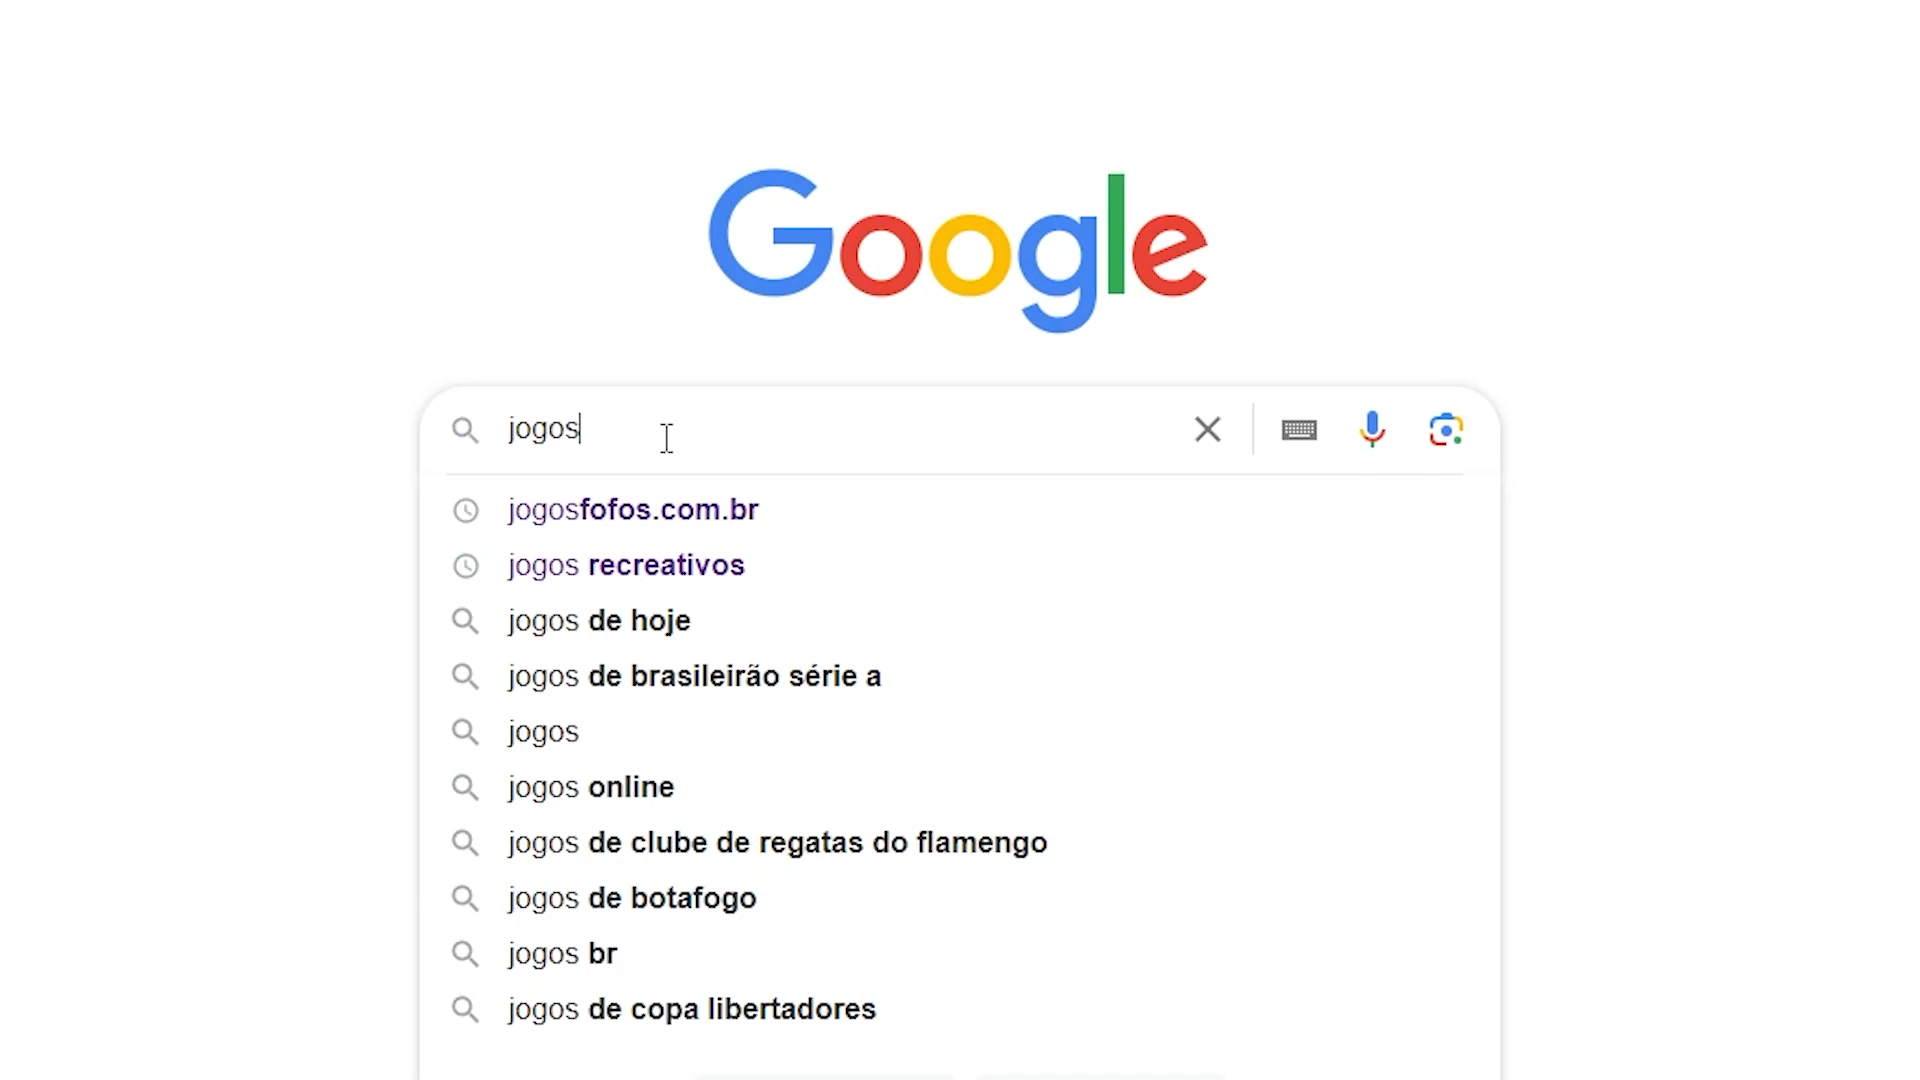 Google
jogos
jogosfofos.com.br
jogos recreativos
jogos de hoje
jogos de brasileirão série a
jogos
jogos online
jogos de clube de regatas do flamengo
jogos de botafogo
jogos br
jogos de copa libertadores